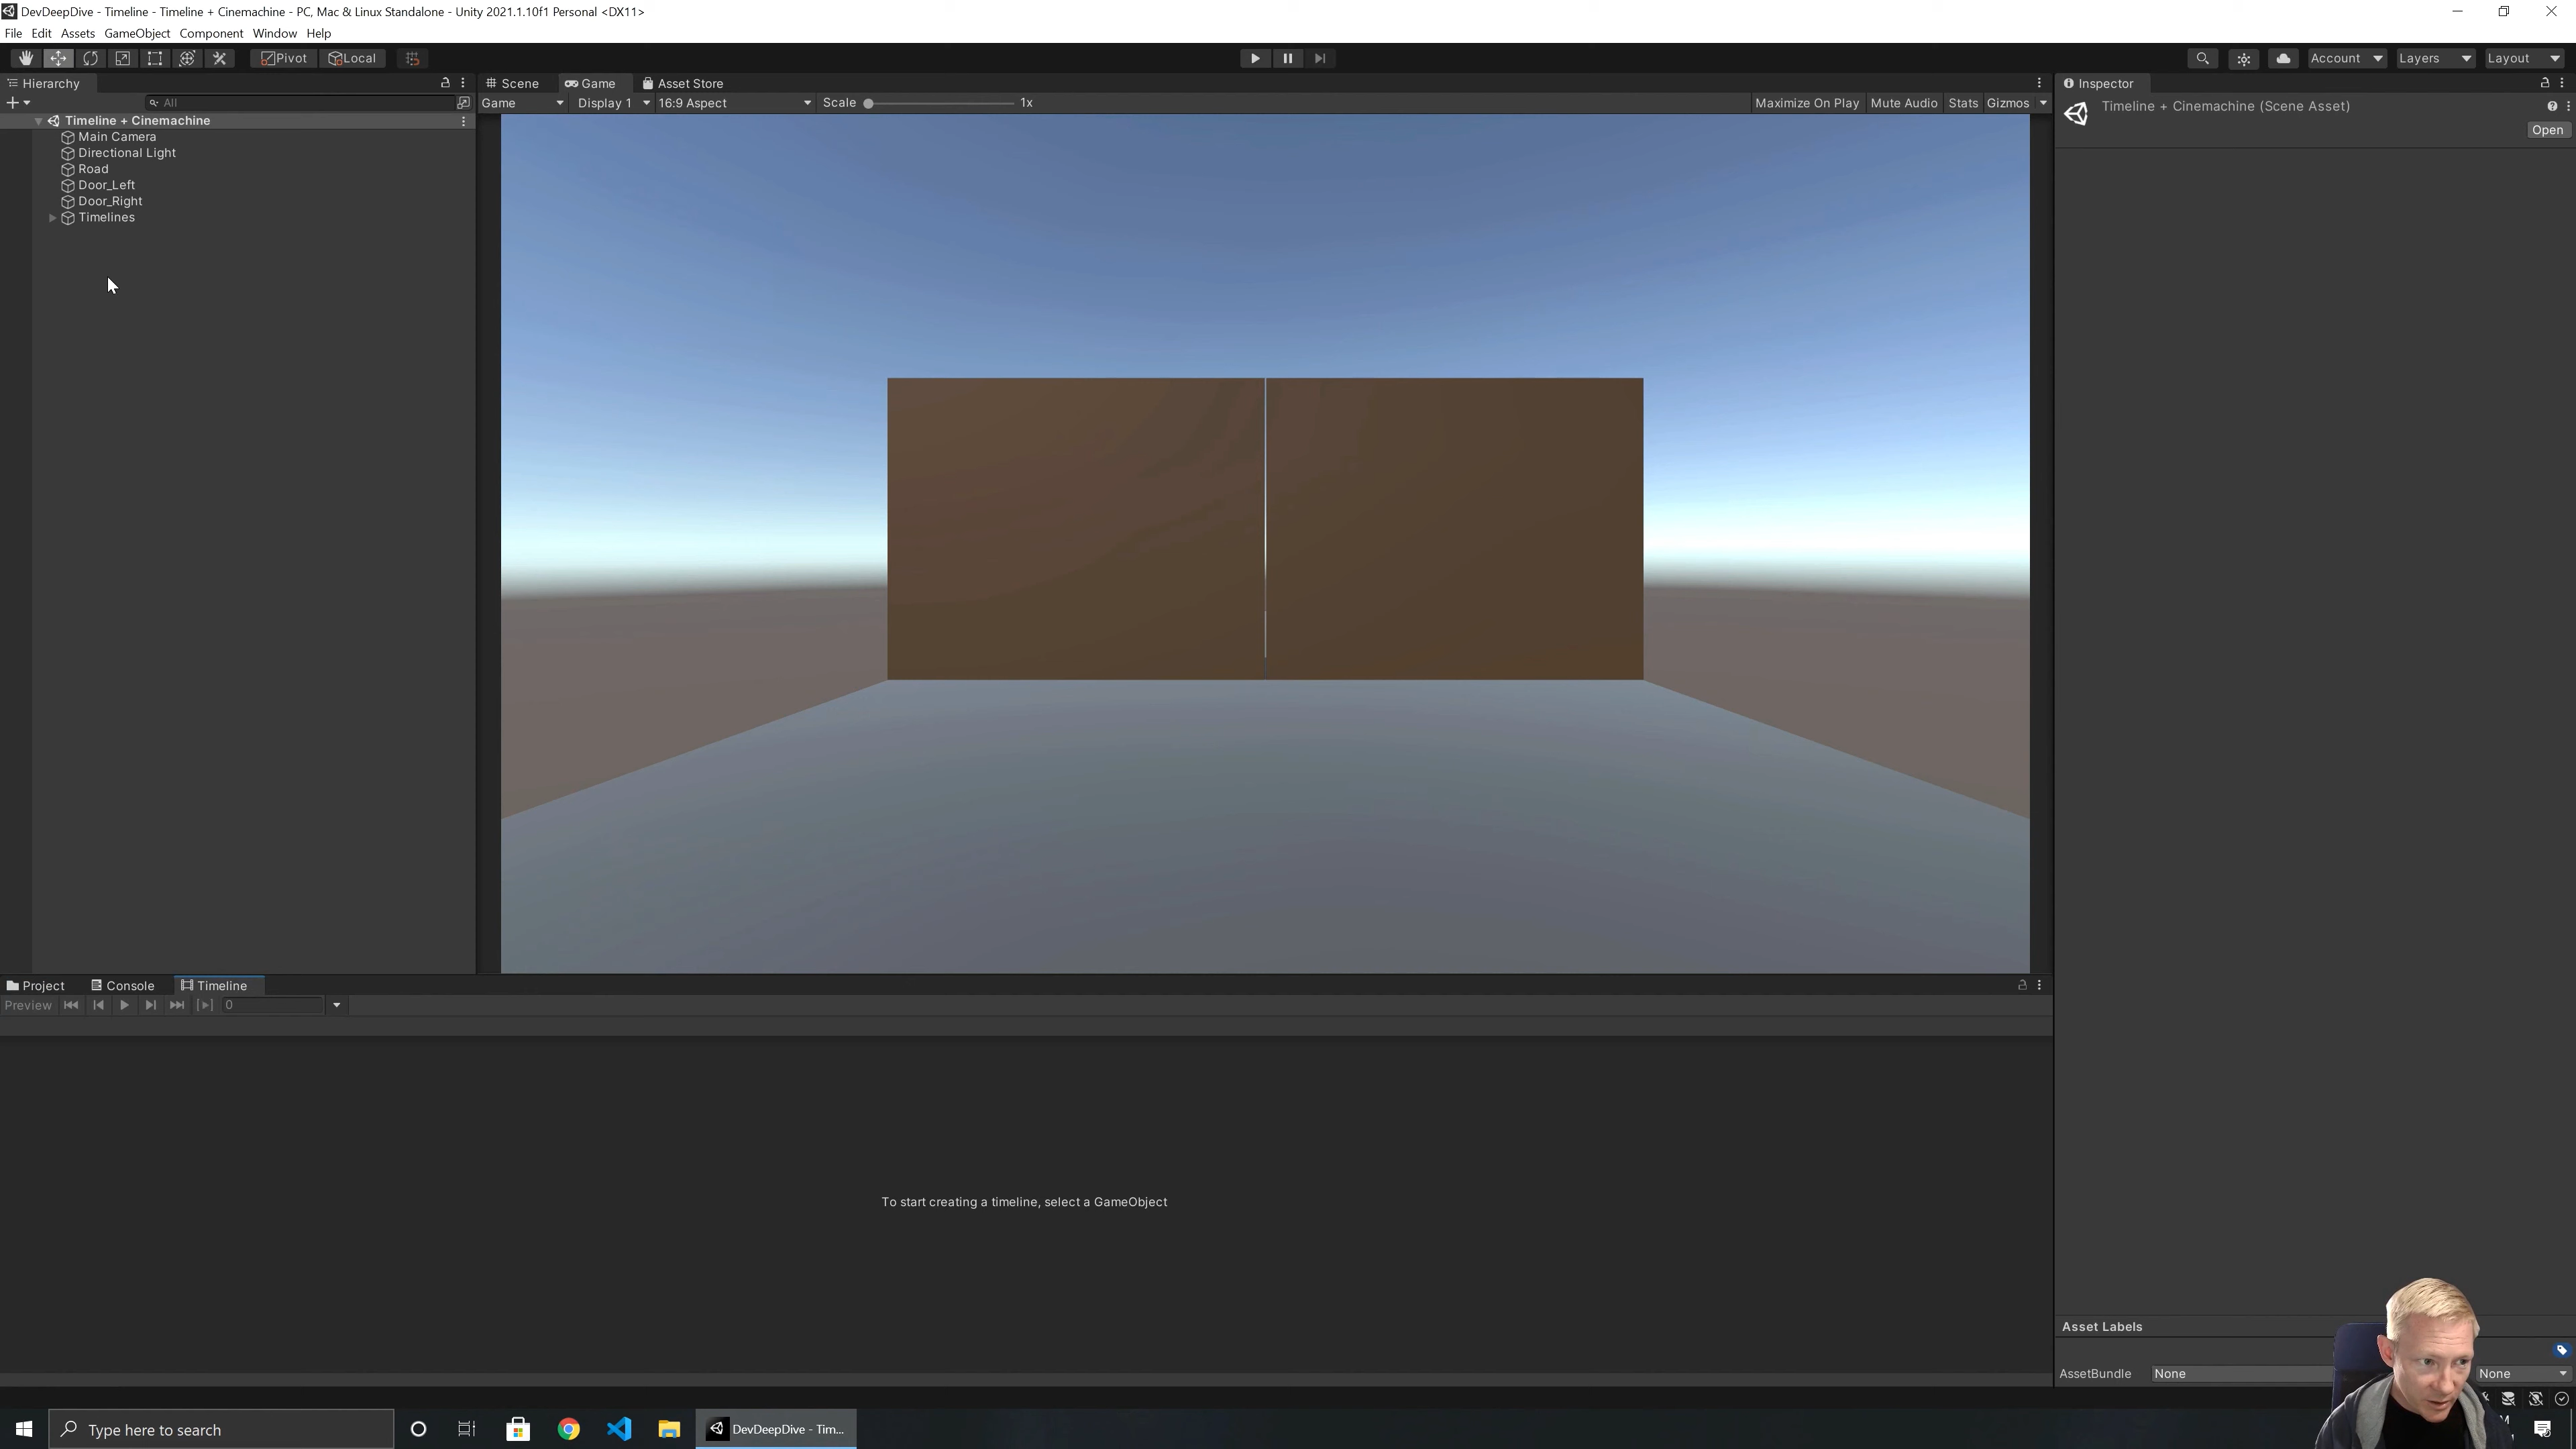 DevDeepDive - Timeline - Timeline + Cinemachine - PC, Mac & Linux Standalone - Unity 2021.1.10f1 Personal <DX11>
File Edit Assets GameObject Component Window Help
Pivot Local Account Layers Layout
Hierarchy Scene Game Asset Store Inspector
All Game Display 1 16:9 Aspect Scale 1x Maximize On Play Mute Audio Stats Gizmos
Timeline + Cinemachine (Scene Asset)
Open
Timeline + Cinemachine
Main Camera
Directional Light
Road
Door_Left
Door_Right
Timelines
Project Console Timeline
Preview 0
To start creating a timeline, select a GameObject
Asset Labels
AssetBundle None None
Type here to search DevDeepDive - Tim...